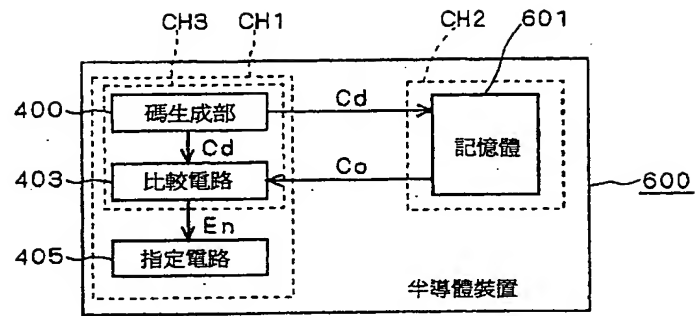 CH3 CH1 CH2 601
400 碼生成部 Cd
Cd 記憶體
403 比較電路 Co 600
En
405 指定電路
半導體裝置